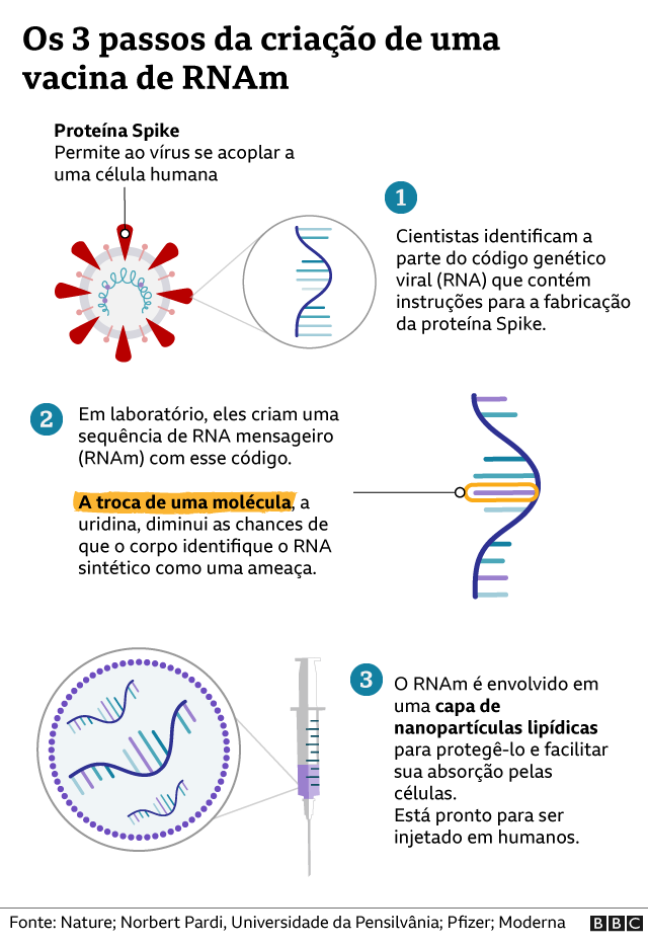 Os 3 passos da criação de uma
vacina de RNAm
Proteína Spike
Permite ao vírus se acoplar a
uma célula humana
1
Cientistas identificam a
parte do código genético
viral (RNA) que contém
instruções para a fabricação
da proteína Spike.
2
Em laboratório, eles criam uma
sequência de RNA mensageiro
(RNAm) com esse código.
A troca de uma molécula, a
uridina, diminui as chances de
que o corpo identifique o RNA
sintético como uma ameaça.
3
O RNAm é envolvido em
uma capa de
nanopartículas lipídicas
para protegê-lo e facilitar
sua absorção pelas
células.
Está pronto para ser
injetado em humanos.
Fonte: Nature; Norbert Pardi, Universidade da Pensilvânia; Pfizer; Moderna
BBC